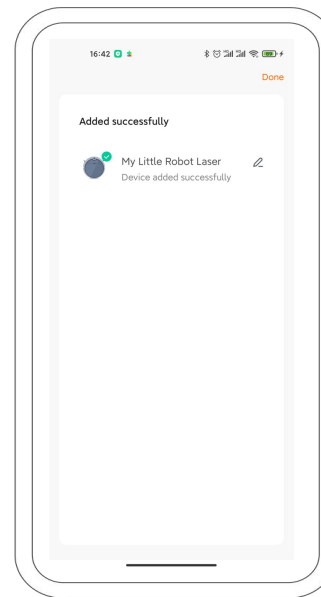 16:42
Done
Added successfully
My Little Robot Laser
Device added successfully